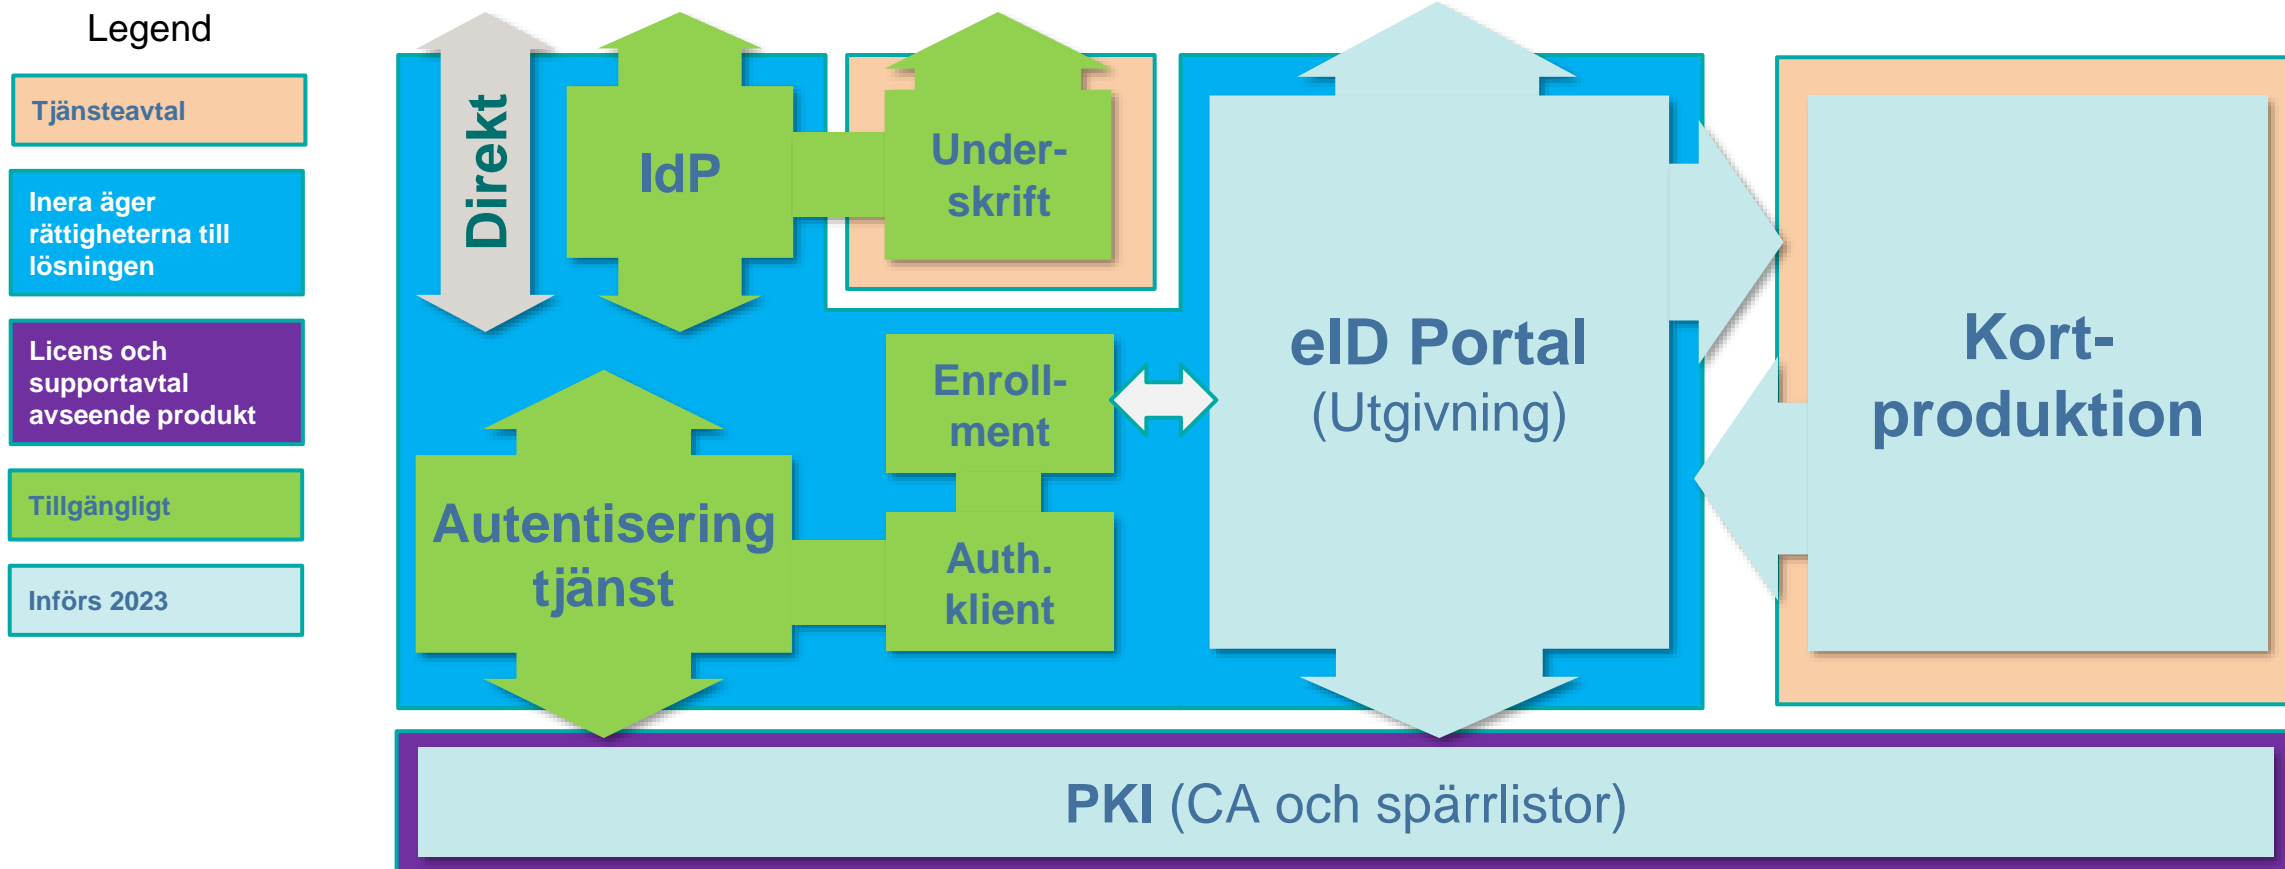 Legend
Tjänsteavtal
Inera äger
rättigheterna till
lösningen
Licens och
supportavtal
avseende produkt
Tillgängligt
Införs 2023
Direkt
IdP
Under-
skrift
Enroll-
ment
Autentisering
tjänst
Auth.
klient
eID Portal
(Utgivning)
Kort-
produktion
PKI (CA och spärrlistor)